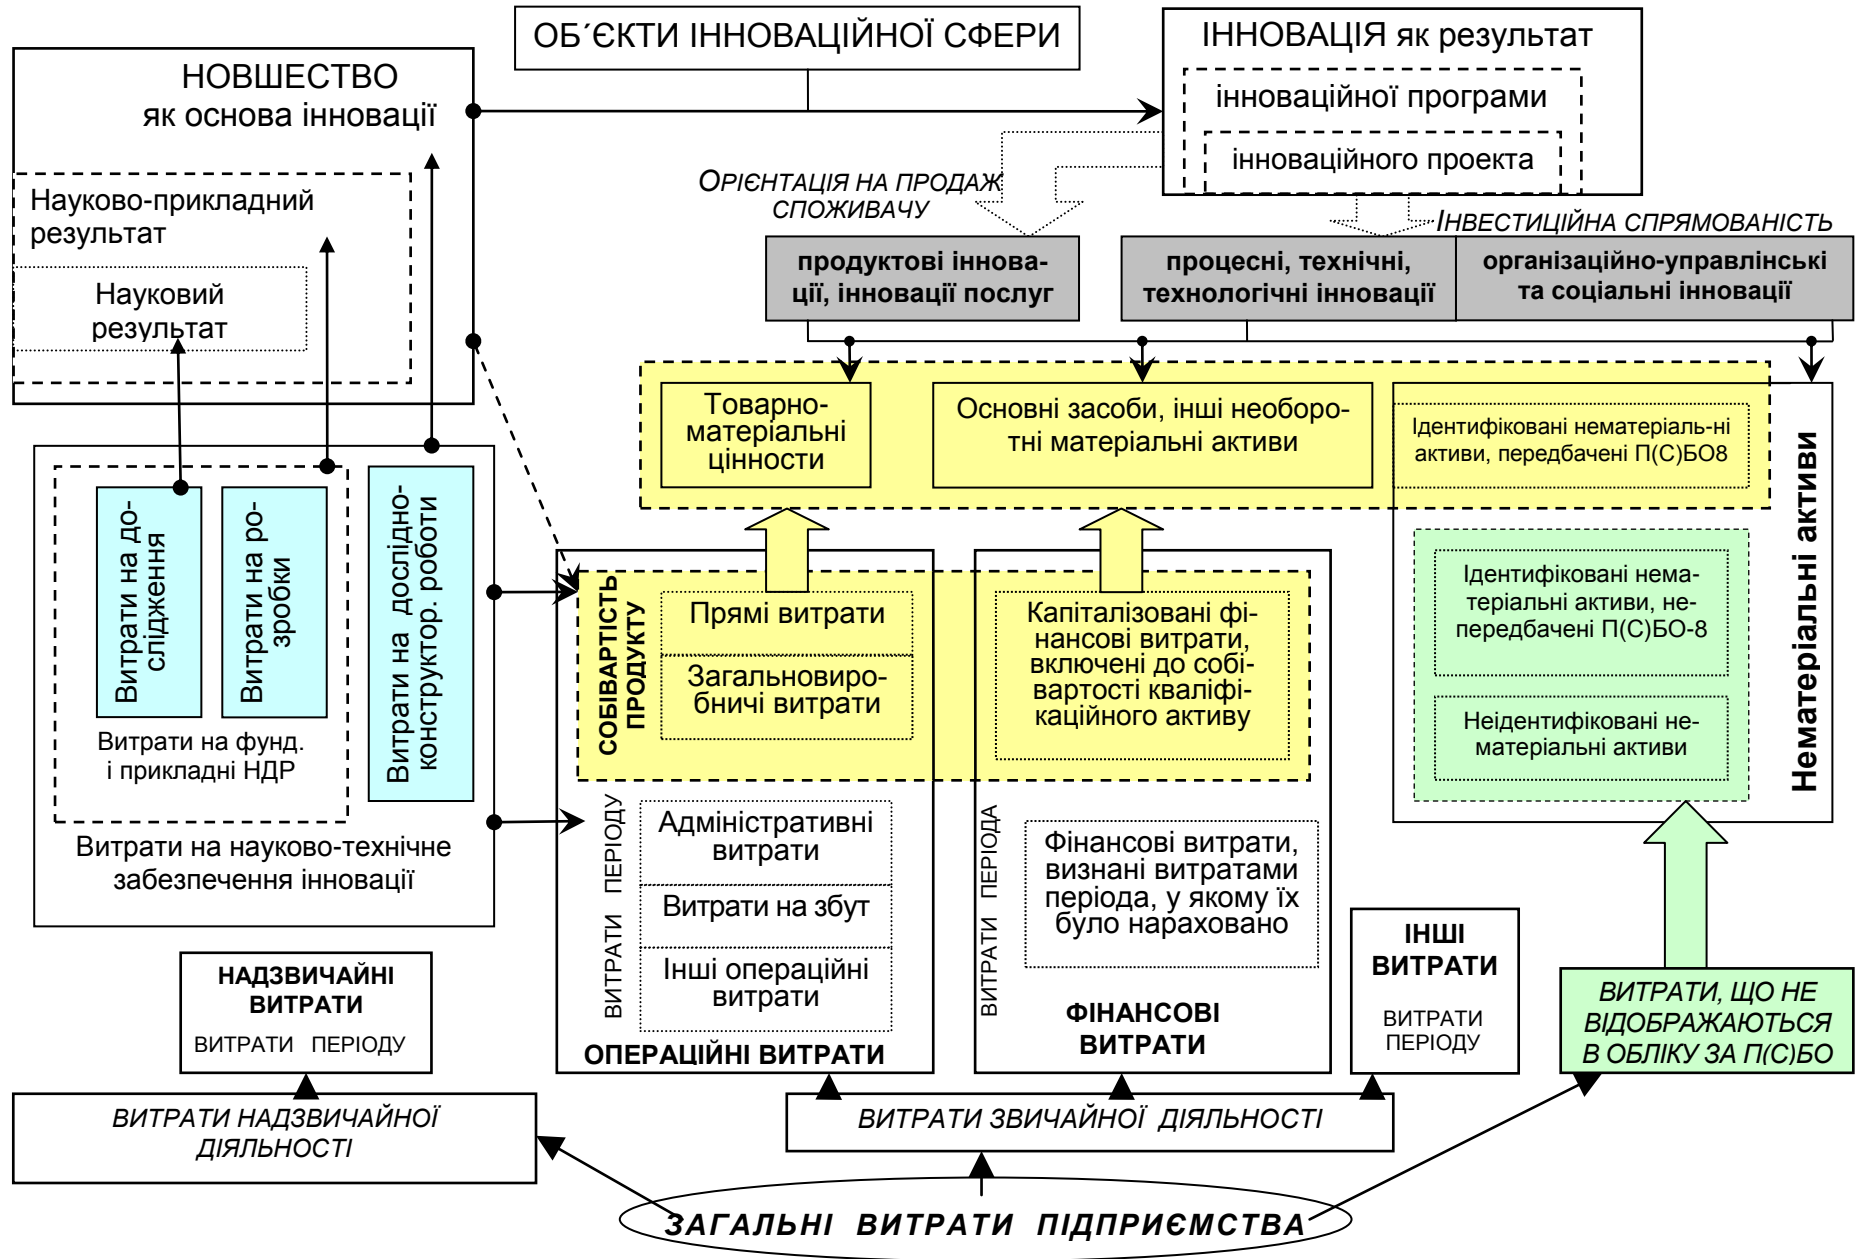 ОБ´ЄКТИ ІННОВАЦІЙНОЇ СФЕРИ
НОВШЕСТВО
як основа інновації
Науково-прикладний
результат
Науковий
результат
ІННОВАЦІЯ як результат
інноваційної програми
інноваційного проекта
ОРІЄНТАЦІЯ НА ПРОДАЖ
СПОЖИВАЧУ
ІНВЕСТИЦІЙНА СПРЯМОВАНІСТЬ
продуктові іннова-
ції, інновації послуг
процесні, технічні,
технологічні інновації
організаційно-управлінські
та соціальні інновації
Товарно-
матеріальні
цінности
Основні засоби, інші необоро-
тні матеріальні активи
Ідентифіковані нематеріаль-ні
активи, передбачені П(С)БО8
Ідентифіковані нема-
теріальні активи, не-
передбачені П(С)БО-8
Неідентифіковані не-
матеріальні активи
Нематеріальні активи
Витрати на до-
слідження
Витрати на ро-
зробки
Витрати на дослідно-
конструктор. роботи
Витрати на фунд.
і прикладні НДР
Витрати на науково-технічне
забезпечення інновації
СОБІВАРТІСТЬ
ПРОДУКТУ
Прямі витрати
Загальновиро-
бничі витрати
Капіталізовані фі-
нансові витрати,
включені до собі-
вартості кваліфі-
каційного активу
ВИТРАТИ ПЕРІОДУ
Адміністративні
витрати
Витрати на збут
Інші операційні
витрати
ОПЕРАЦІЙНІ ВИТРАТИ
ВИТРАТИ ПЕРІОДА
Фінансові витрати,
визнані витратами
періода, у якому їх
було нараховано
ФІНАНСОВІ
ВИТРАТИ
ІНШІ
ВИТРАТИ
ВИТРАТИ
ПЕРІОДУ
НАДЗВИЧАЙНІ
ВИТРАТИ
ВИТРАТИ ПЕРІОДУ
ВИТРАТИ, ЩО НЕ
ВІДОБРАЖАЮТЬСЯ
В ОБЛІКУ ЗА П(С)БО
ВИТРАТИ НАДЗВИЧАЙНОЇ
ДІЯЛЬНОСТІ
ВИТРАТИ ЗВИЧАЙНОЇ ДІЯЛЬНОСТІ
ЗАГАЛЬНІ ВИТРАТИ ПІДПРИЄМСТВА